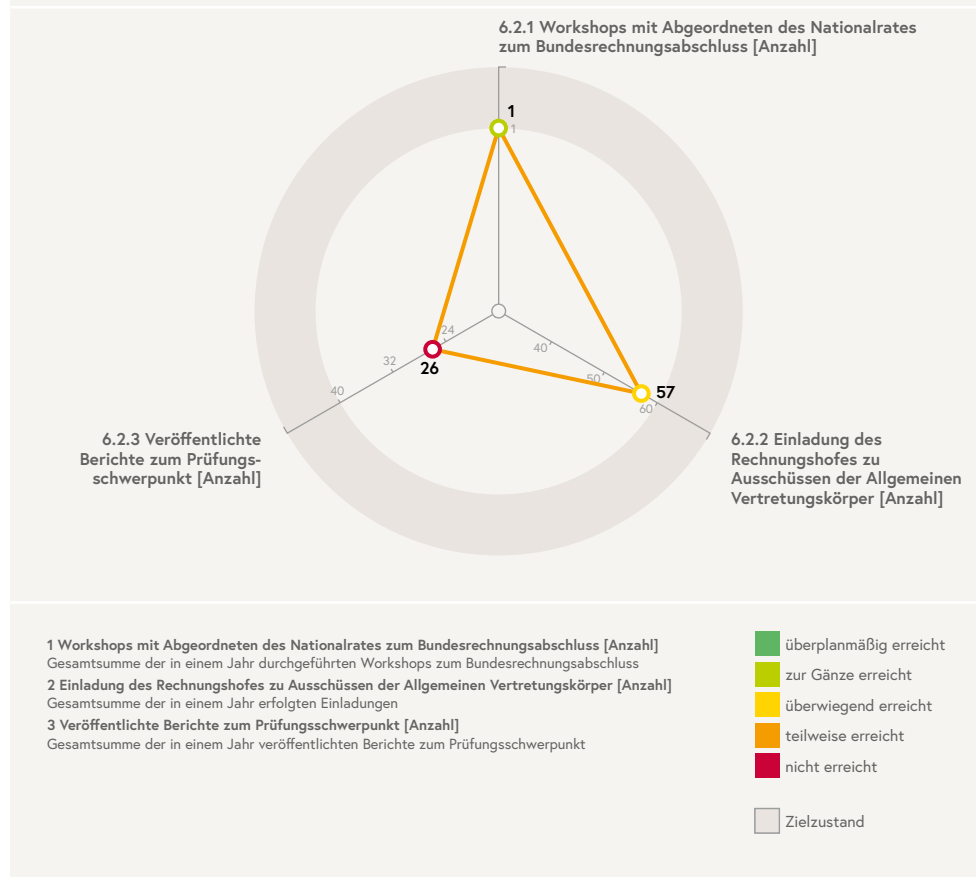 6.2.1 Workshops mit Abgeordneten des Nationalrates
zum Bundesrechnungsabschluss [Anzahl]
1
1
24
32
40
26
40
50
60
57
6.2.3 Veröffentlichte
Berichte zum Prüfungs-
schwerpunkt [Anzahl]
6.2.2 Einladung des
Rechnungshofes zu
Ausschüssen der Allgemeinen
Vertretungskörper [Anzahl]
1 Workshops mit Abgeordneten des Nationalrates zum Bundesrechnungsabschluss [Anzahl]
Gesamtsumme der in einem Jahr durchgeführten Workshops zum Bundesrechnungsabschluss
2 Einladung des Rechnungshofes zu Ausschüssen der Allgemeinen Vertretungskörper [Anzahl]
Gesamtsumme der in einem Jahr erfolgten Einladungen
3 Veröffentlichte Berichte zum Prüfungsschwerpunkt [Anzahl]
Gesamtsumme der in einem Jahr veröffentlichten Berichte zum Prüfungsschwerpunkt
überplanmäßig erreicht
zur Gänze erreicht
überwiegend erreicht
teilweise erreicht
nicht erreicht
Zielzustand